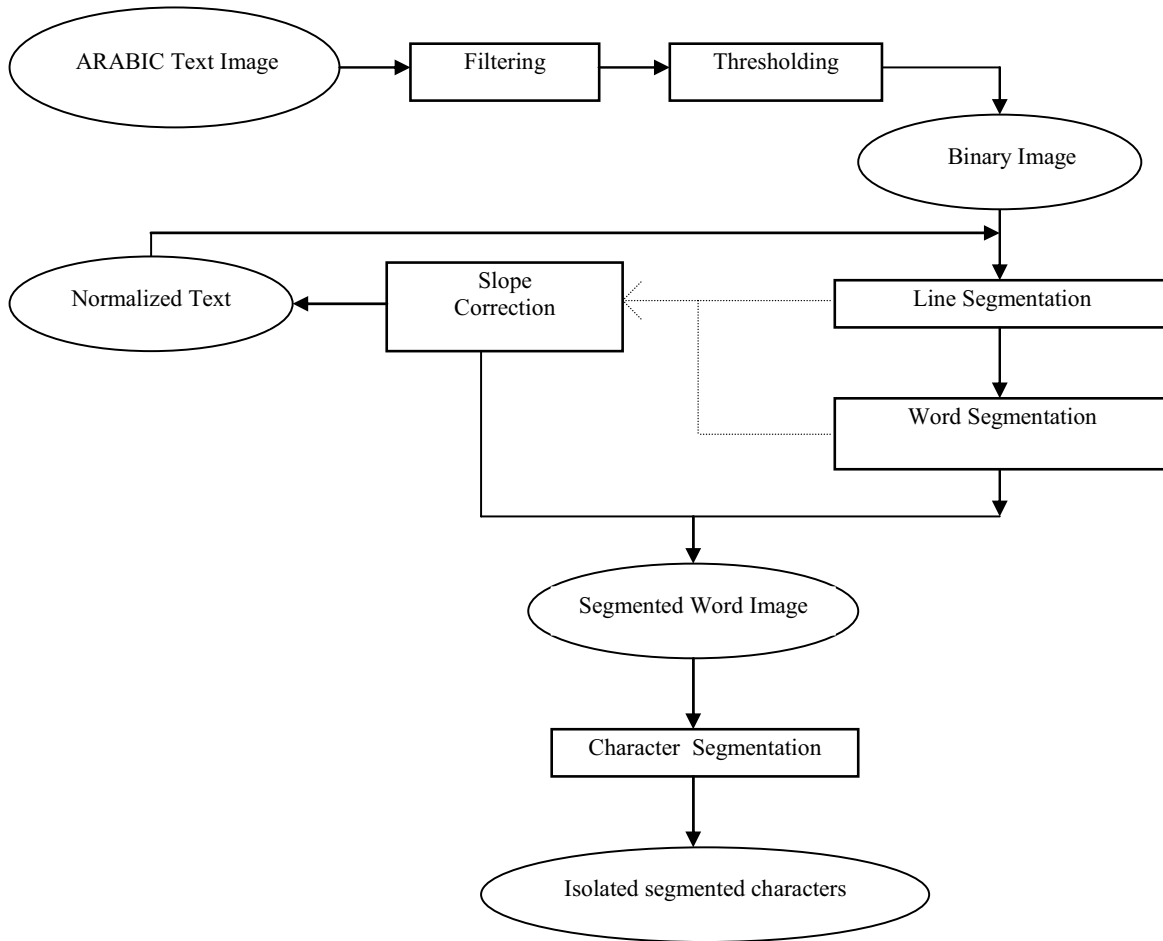 ARABIC Text Image
Filtering
Thresholding
Binary Image
Normalized Text
Slope
Correction
Line Segmentation
Word Segmentation
Segmented Word Image
Character  Segmentation
Isolated segmented characters